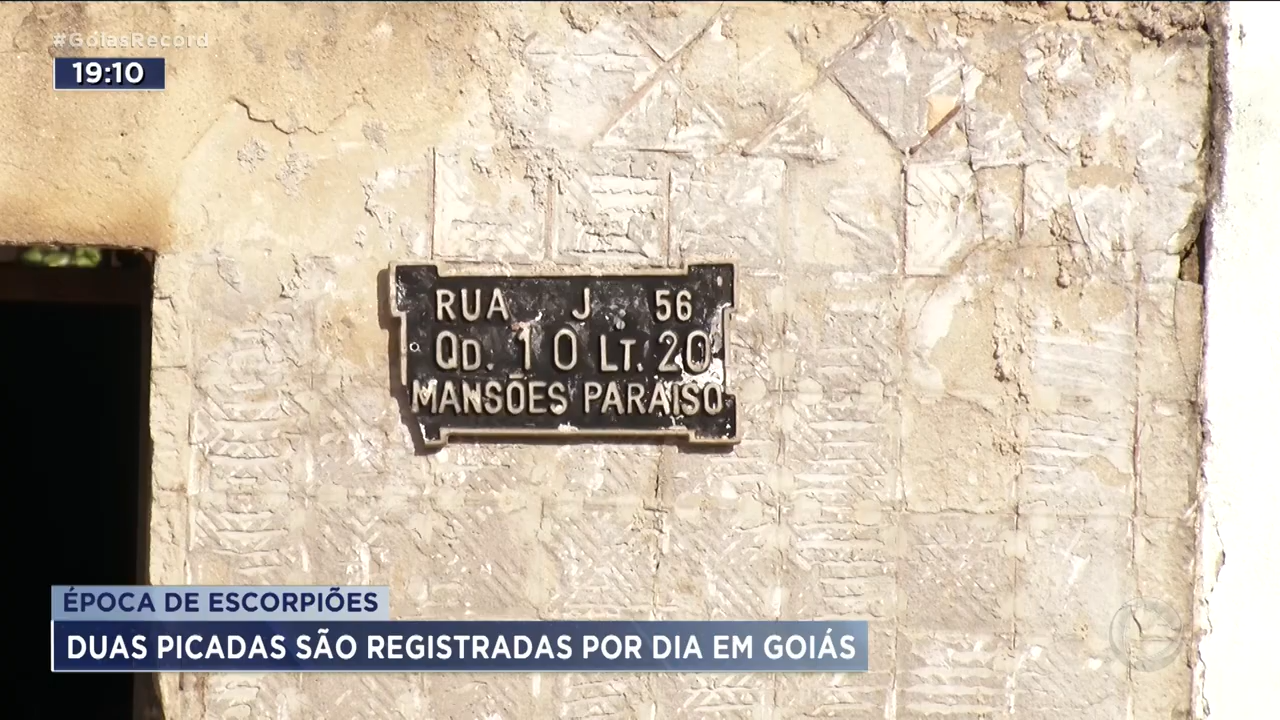 #GoiasRecord
19:10
RUA J 56
QD. 10 LT. 20
MANSÕES PARAISO
ÉPOCA DE ESCORPIÕES
DUAS PICADAS SÃO REGISTRADAS POR DIA EM GOIÁS